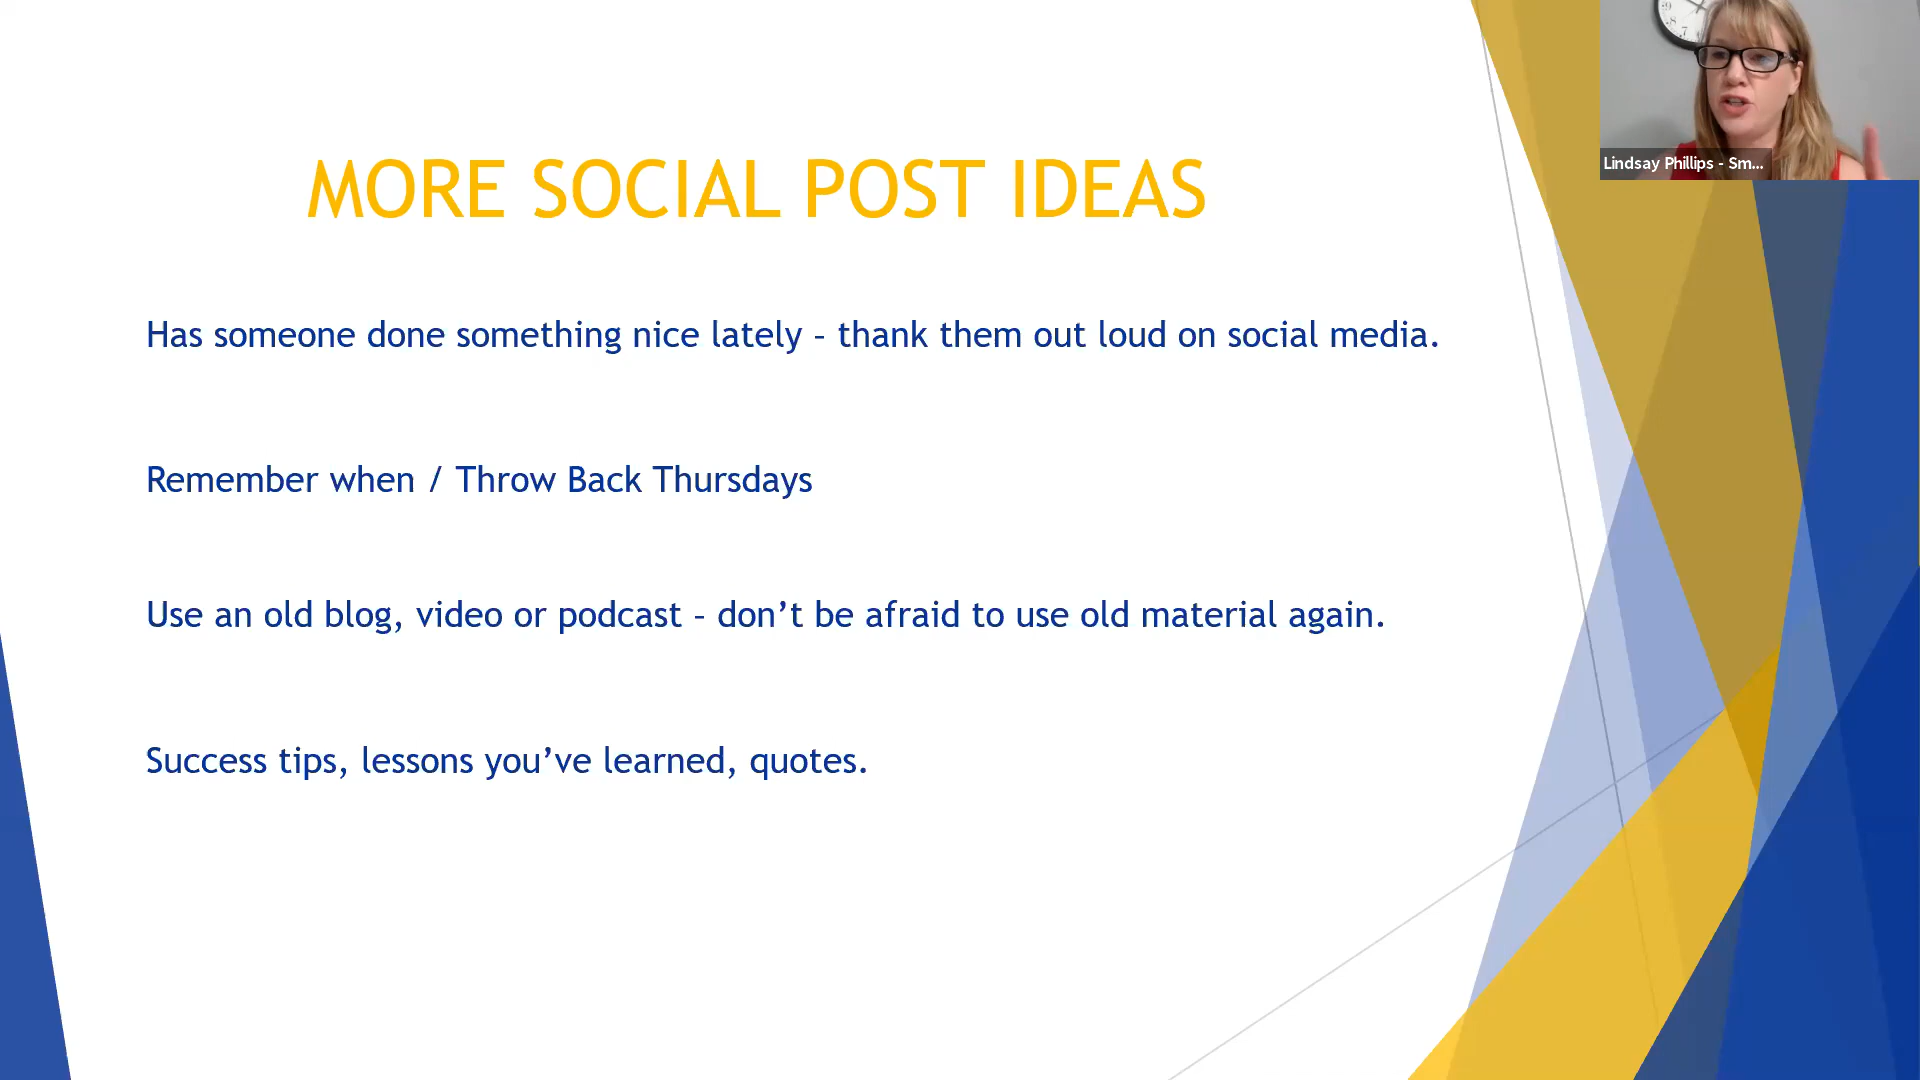 MORE SOCIAL POST IDEAS
Has someone done something nice lately – thank them out loud on social media.
Remember when / Throw Back Thursdays
Use an old blog, video or podcast – don’t be afraid to use old material again.
Success tips, lessons you’ve learned, quotes.
Lindsay Phillips - Sm...